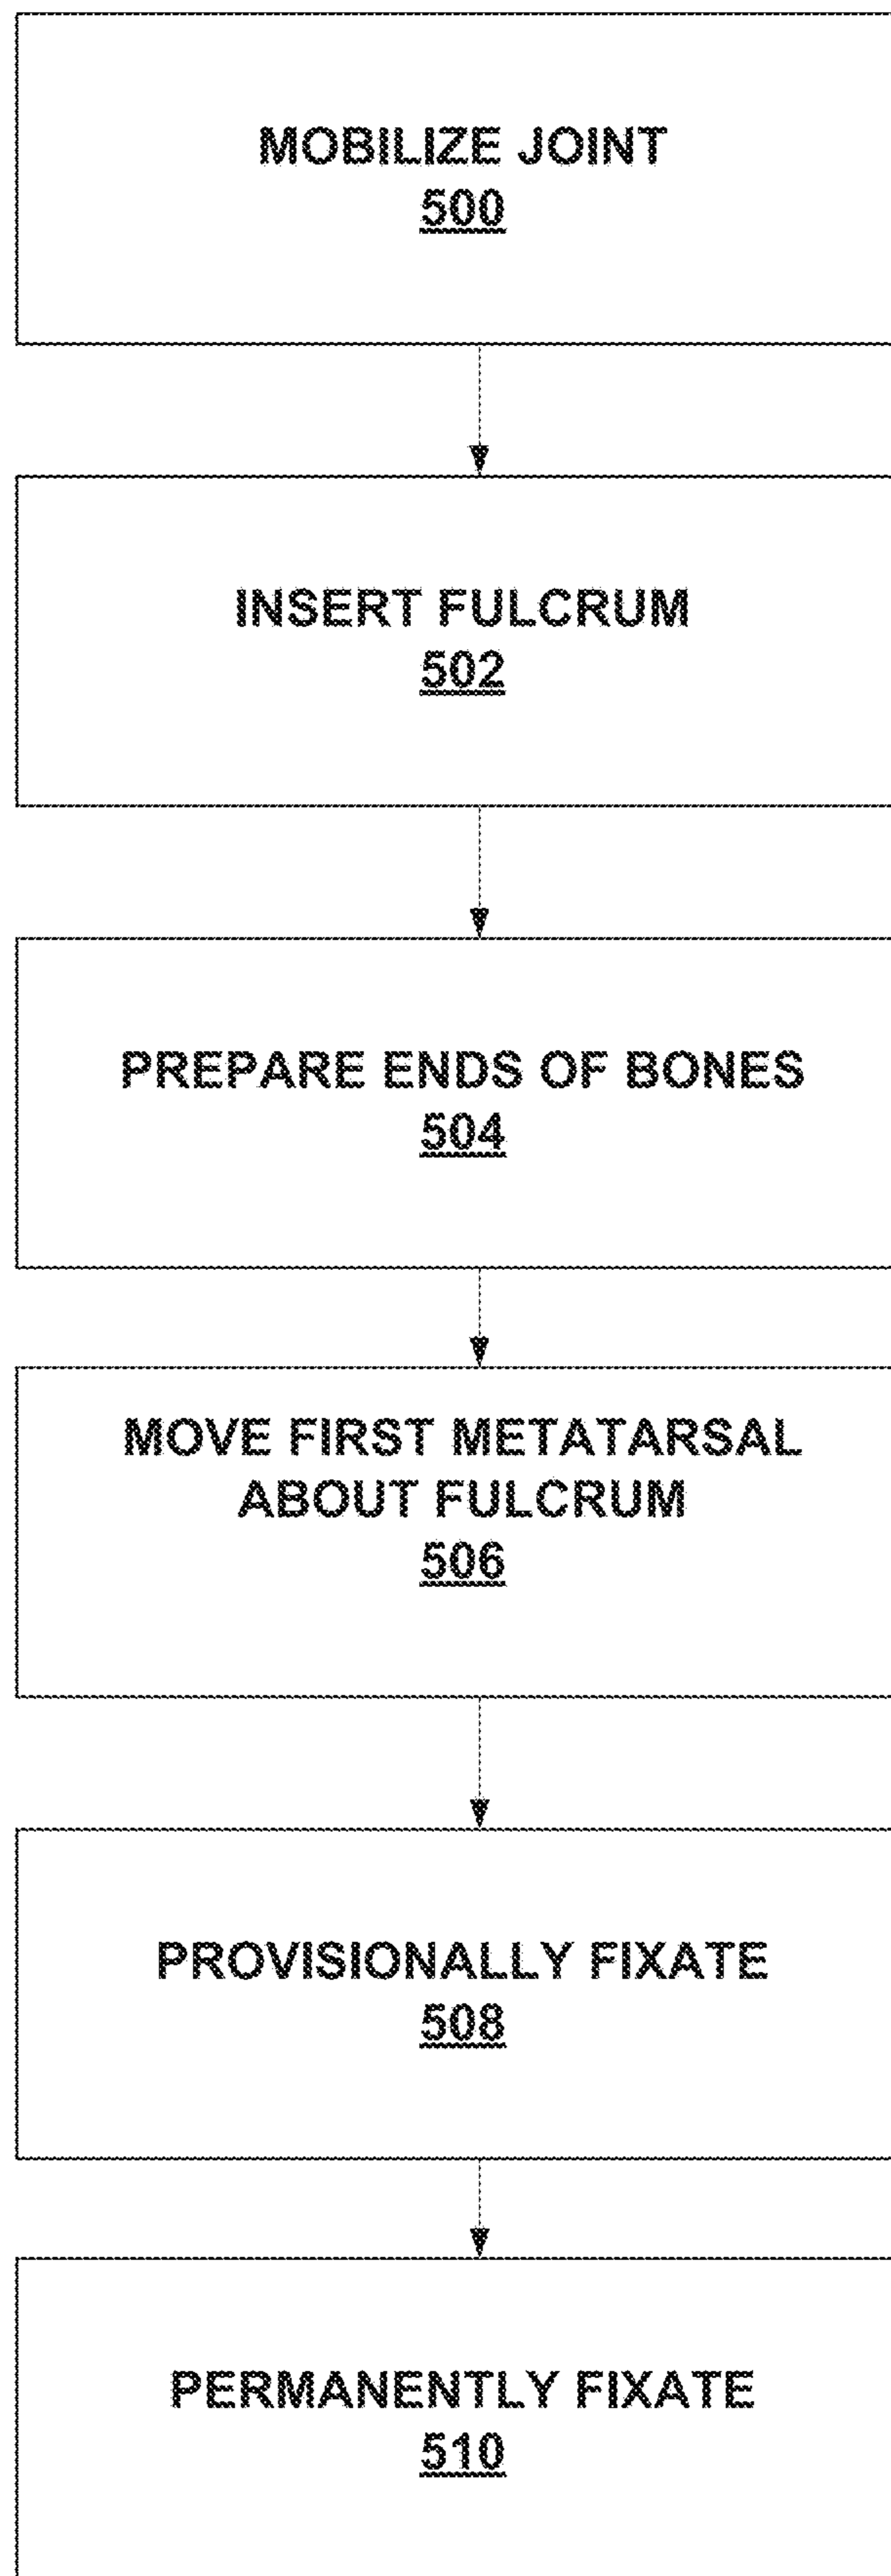 MOBILIZE JOINT
500
INSERT FULCRUM
502
PREPARE ENDS OF BONES
504
MOVE FIRST METATARSAL
ABOUT FULCRUM
506
PROVISIONALLY FIXATE
508
PERMANENTLY FIXATE
510